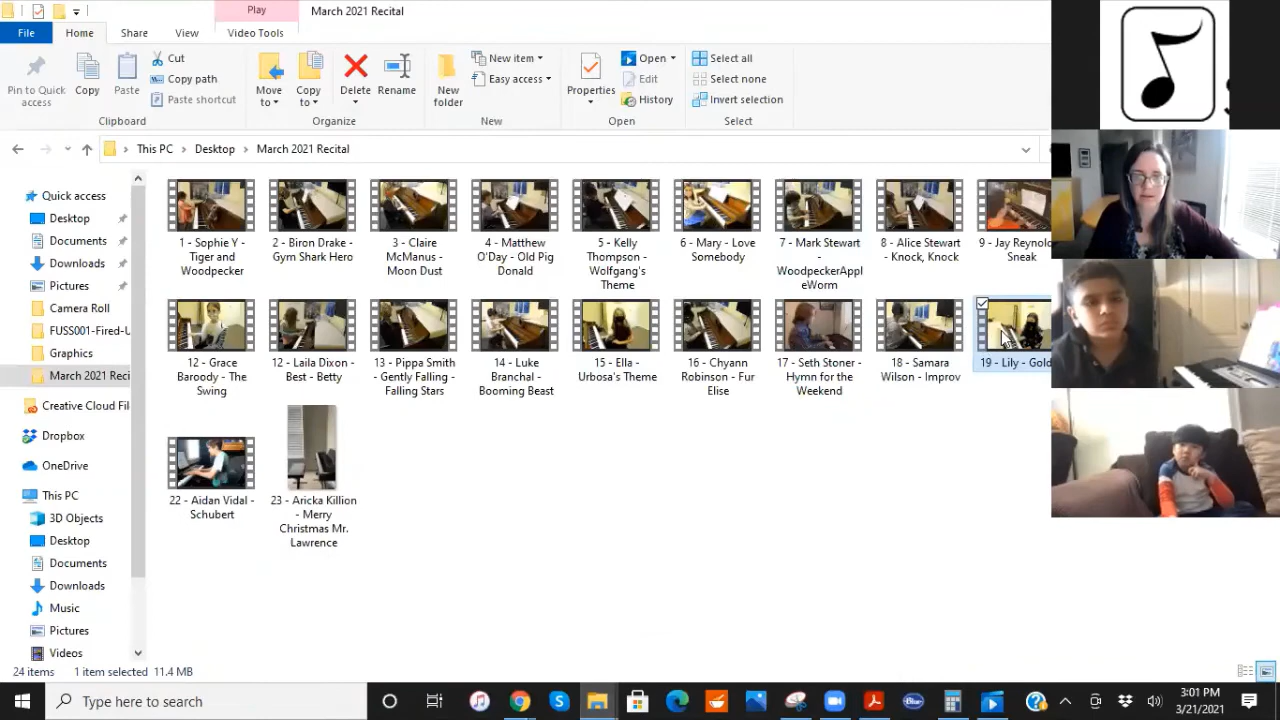 Play
March 2021 Recital
File
Home
Share
View
Video Tools
Pin to Quick access
Copy
Paste
Cut
Copy path
Paste shortcut
Clipboard
Move to
Copy to
Delete
Rename
Organize
New folder
New item
Easy access
New
Properties
Open
Edit
History
Open
Select all
Select none
Invert selection
Select
This PC
Desktop
March 2021 Recital
Quick access
Desktop
Documents
Downloads
Pictures
Camera Roll
FUSS001-Fired-U
Graphics
March 2021 Reci
Creative Cloud Fil
Dropbox
OneDrive
This PC
3D Objects
Desktop
Documents
Downloads
Music
Pictures
Videos
1 - Sophie Y -
Tiger and
Woodpecker
2 - Biron Drake -
Gym Shark Hero
3 - Claire
McManus -
Moon Dust
4 - Matthew
O'Day - Old Pig
Donald
5 - Kelly
Thompson -
Wolfgang's
Theme
6 - Mary - Love
Somebody
7 - Mark Stewart
-
WoodpeckerAppl
eWorm
8 - Alice Stewart
- Knock, Knock
9 - Jay Reynol
Sneak
12 - Grace
Baroody - The
Swing
12 - Laila Dixon -
Best - Betty
13 - Pippa Smith
- Gently Falling -
Falling Stars
14 - Luke
Branchal -
Booming Beast
15 - Ella -
Urbosa's Theme
16 - Chyann
Robinson - Fur
Elise
17 - Seth Stoner -
Hymn for the
Weekend
18 - Samara
Wilson - Improv
19 - Lily - Gold
22 - Aidan Vidal -
Schubert
23 - Aricka Killion
- Merry
Christmas Mr.
Lawrence
24 items 1 item selected 11.4 MB
Type here to search
3:01 PM
3/21/2021